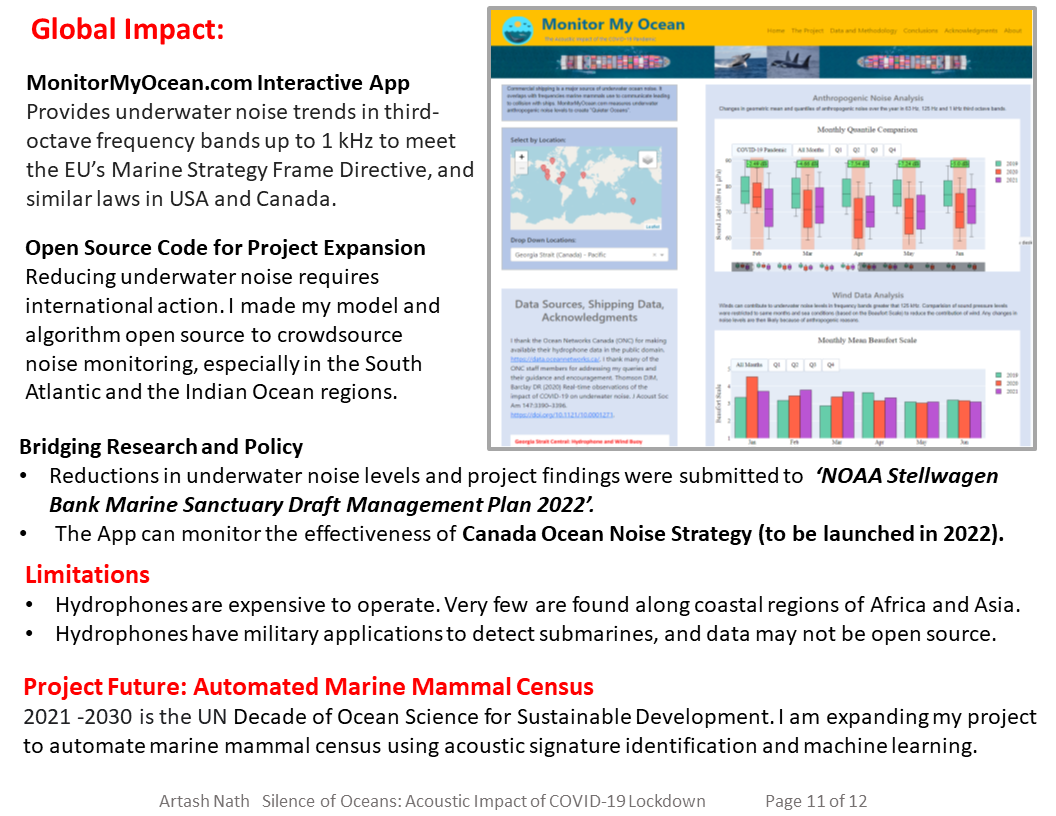 Global Impact:
MonitorMyOcean.com Interactive App
Provides underwater noise trends in third-
octave frequency bands up to 1 kHz to meet
the EU's Marine Strategy Frame Directive, and
similar laws in USA and Canada.
Open Source Code for Project Expansion
Reducing underwater noise requires
international action. I made my model and
algorithm open source to crowdsource
noise monitoring, especially in the South
Atlantic and the Indian Ocean regions.
Monitor My Ocean
The acoustic impact of the COVID-19 Pandemic
Home The Project Data and Methodology Conclusions Acknowledgments About
Commercial shipping is a major source of underwater ocean noise. It
overlaps with frequencies marine mammals use to communicate leading
to collision with ships. MonitorMyOcean.com measures underwater
anthropogenic noise levels to create "Quieter Oceans"
Select by Location:
+
Leaflet
Drop Down Locations:
Georgia Strait (Canada) - Pacific
Data Sources, Shipping Data,
Acknowledgments
I thank the Ocean Networks Canada (ONC) for making
available their hydrophone data in the public domain.
https://data.oceannetworks.ca/. I thank many of the
ONC staff members for addressing my queries and
their guidance and encouragement. Thomson DJM,
Barclay DR (2020) Real-time observations of the
impact of COVID-19 on underwater noise. J Acoust Soc
Am 147:3390–3396.
https://doi.org/10.1121/10.0001271.
Georgia Strait Central: Hydrophone and Wind Buoy
Anthropogenic Noise Analysis
Changes in geometric mean and quantiles of anthropogenic noise over the year in 63 Hz, 125 Hz and 1 kHz third octave bands.
Monthly Quantile Comparison
COVID-19 Pandemic: All Months Q1 Q2 Q3 Q4
2019
2020
2021
80
70
60
Sound Level (dB re 1 µPa)
Feb Mar Apr May Jun
Wind Data Analysis
Winds can contribute to underwater noise levels in frequency bands greater that 125 kHz. Comparision of sound pressure levels
were restricted to same months and sea conditions (based on the Beaufort Scale) to reduce the contribution of wind. Any changes in
noise levels are then likely because of anthropogenic reasons.
Monthly Mean Beaufort Scale
All Months Q1 Q2 Q3 Q4
2019
2020
2021
5
4
3
2
1
Beaufort Scale
Jan Feb Mar Apr May Jun
Bridging Research and Policy
• Reductions in underwater noise levels and project findings were submitted to ‘NOAA Stellwagen
Bank Marine Sanctuary Draft Management Plan 2022’.
• The App can monitor the effectiveness of Canada Ocean Noise Strategy (to be launched in 2022).
Limitations
• Hydrophones are expensive to operate. Very few are found along coastal regions of Africa and Asia.
• Hydrophones have military applications to detect submarines, and data may not be open source.
Project Future: Automated Marine Mammal Census
2021 -2030 is the UN Decade of Ocean Science for Sustainable Development. I am expanding my project
to automate marine mammal census using acoustic signature identification and machine learning.
Artash Nath Silence of Oceans: Acoustic Impact of COVID-19 Lockdown Page 11 of 12